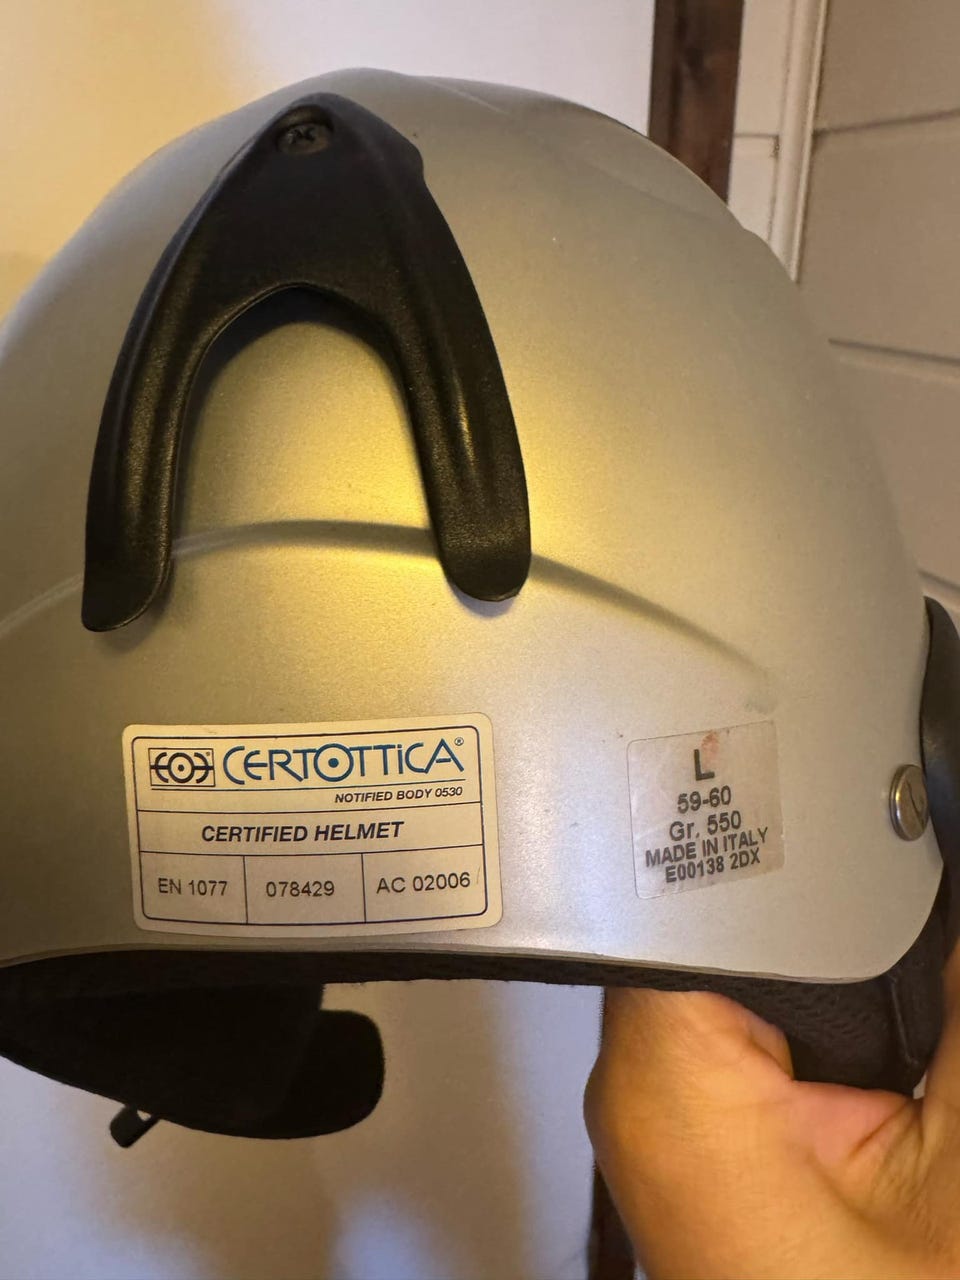 CERTOTTiCA®
NOTIFIED BODY 0530
CERTIFIED HELMET
EN 1077 078429 AC 02006
L
59-60
Gr. 550
MADE IN ITALY
E00138 2DX